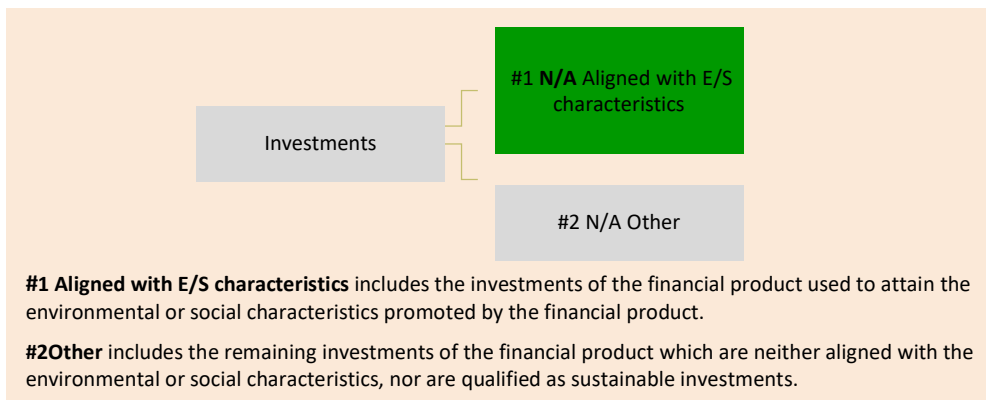 #1 N/A Aligned with E/S
characteristics
Investments
#2 N/A Other
#1 Aligned with E/S characteristics includes the investments of the financial product used to attain the
environmental or social characteristics promoted by the financial product.
#2Other includes the remaining investments of the financial product which are neither aligned with the
environmental or social characteristics, nor are qualified as sustainable investments.